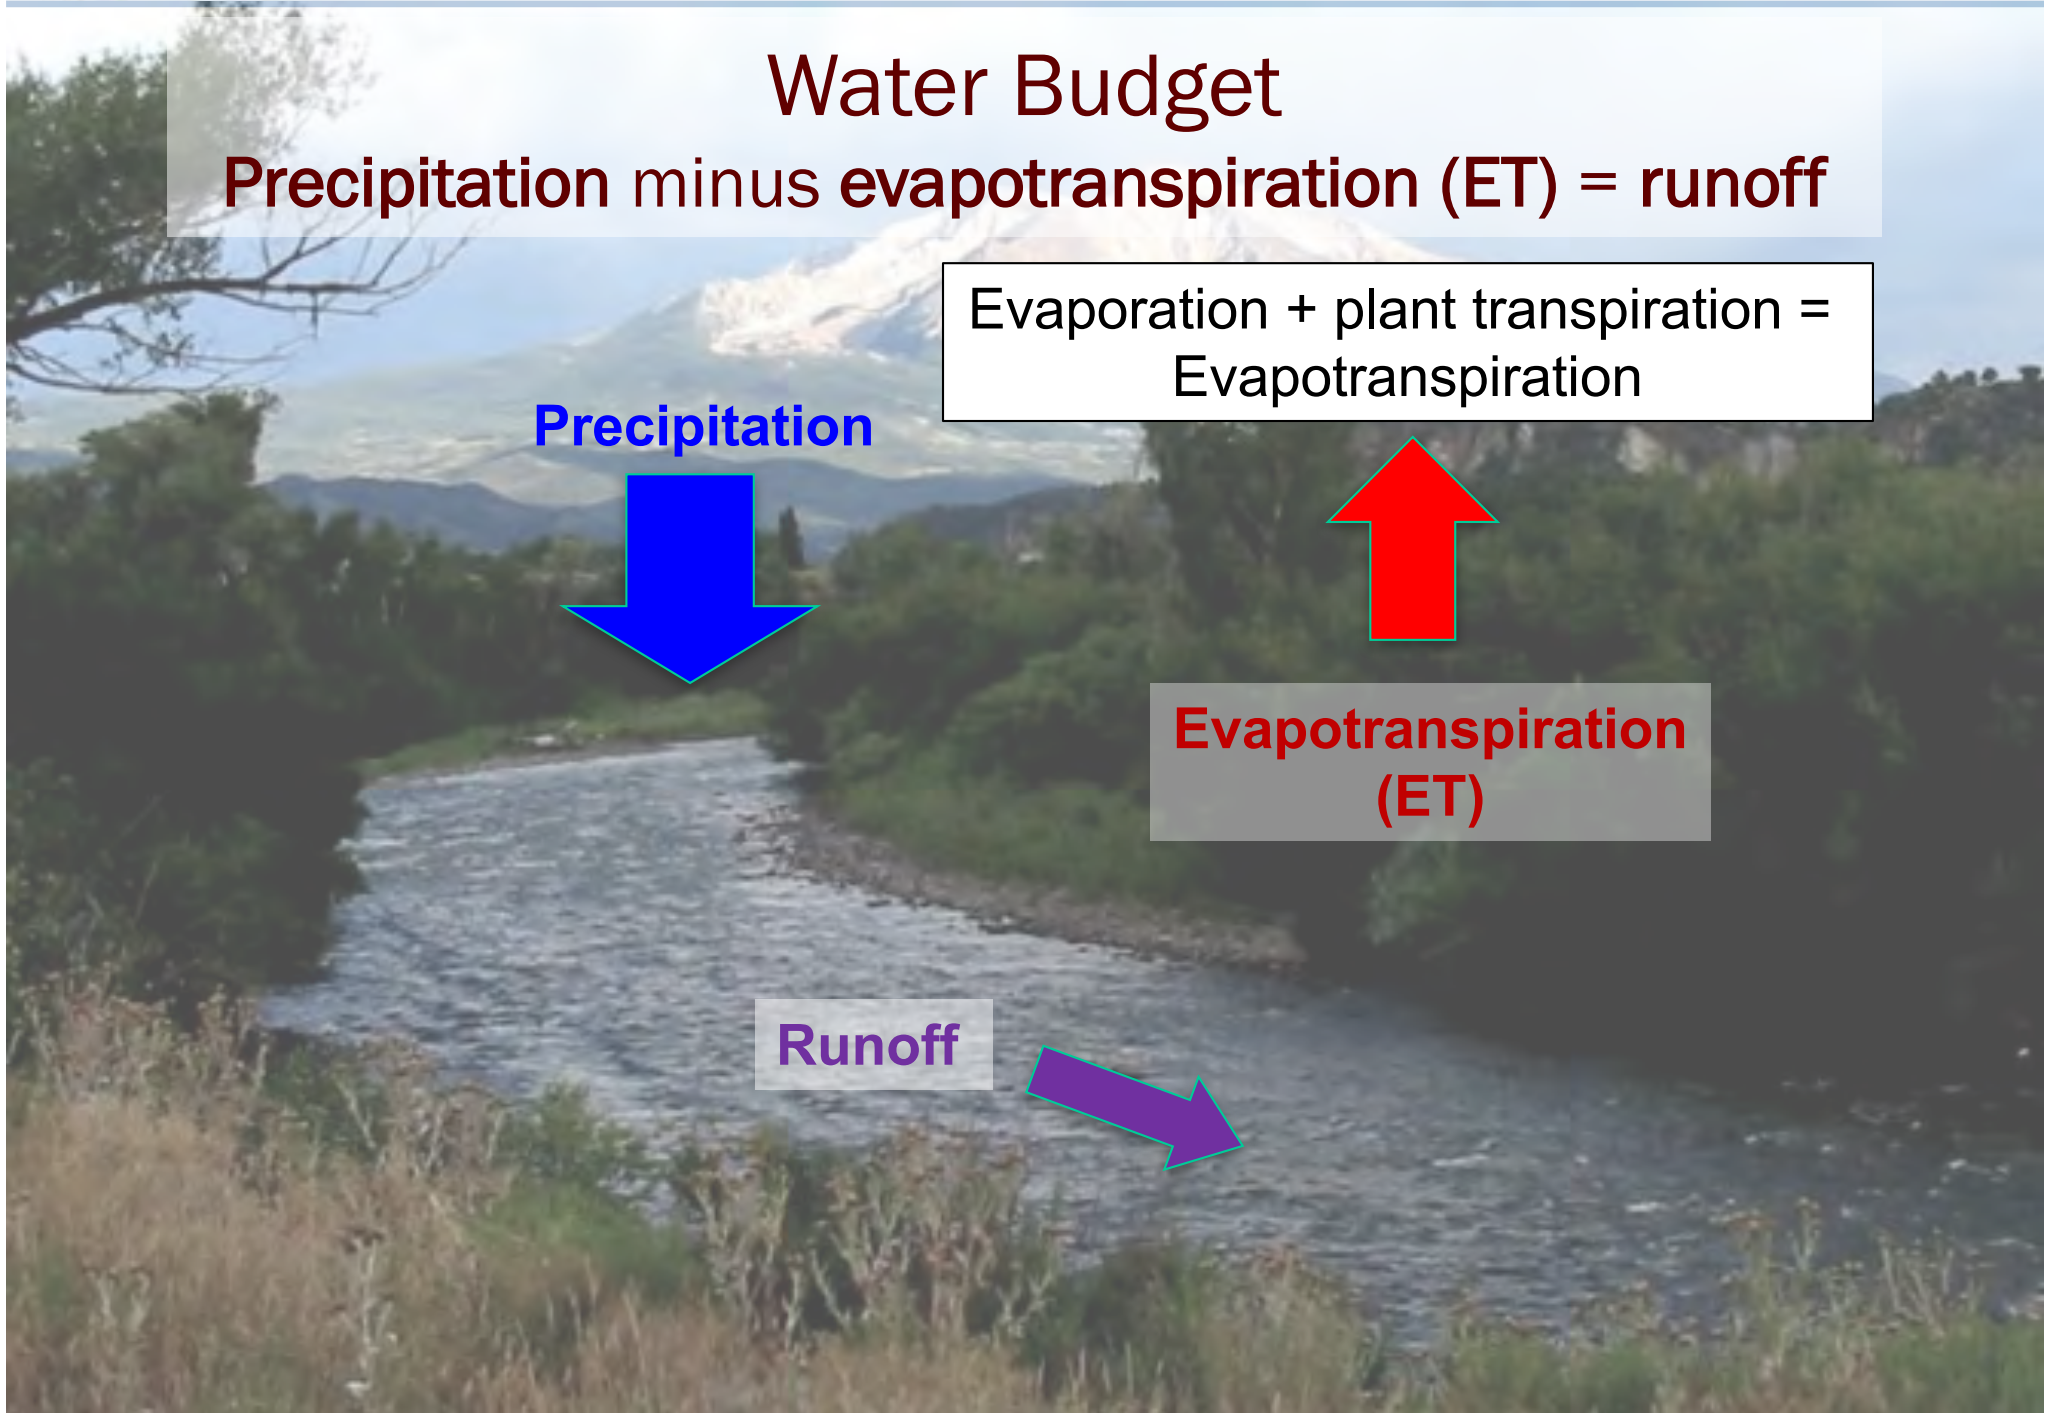 Water Budget
Precipitation minus evapotranspiration (ET) = runoff
Evaporation + plant transpiration =
Evapotranspiration
Precipitation
Evapotranspiration
(ET)
Runoff